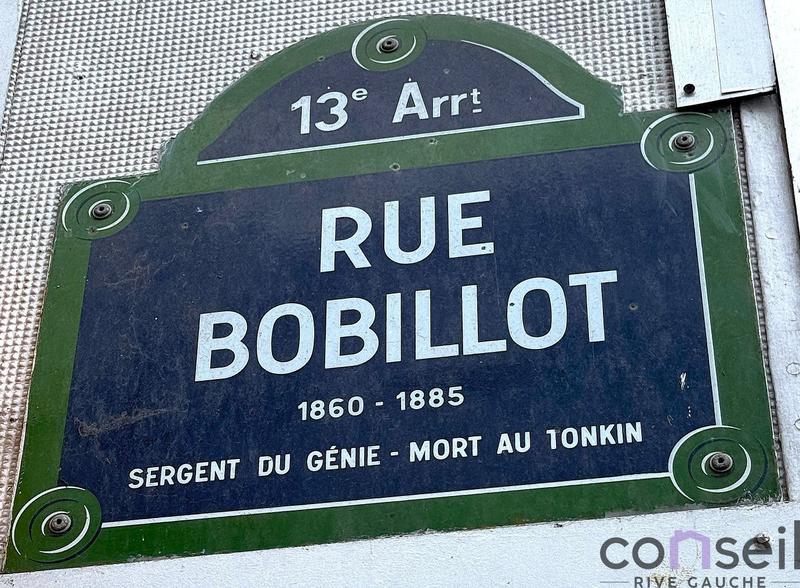 13e Arrt
RUE
BOBILLOT
1860 - 1885
SERGENT DU GÉNIE - MORT AU TONKIN
conseil
RIVE GAUCHE